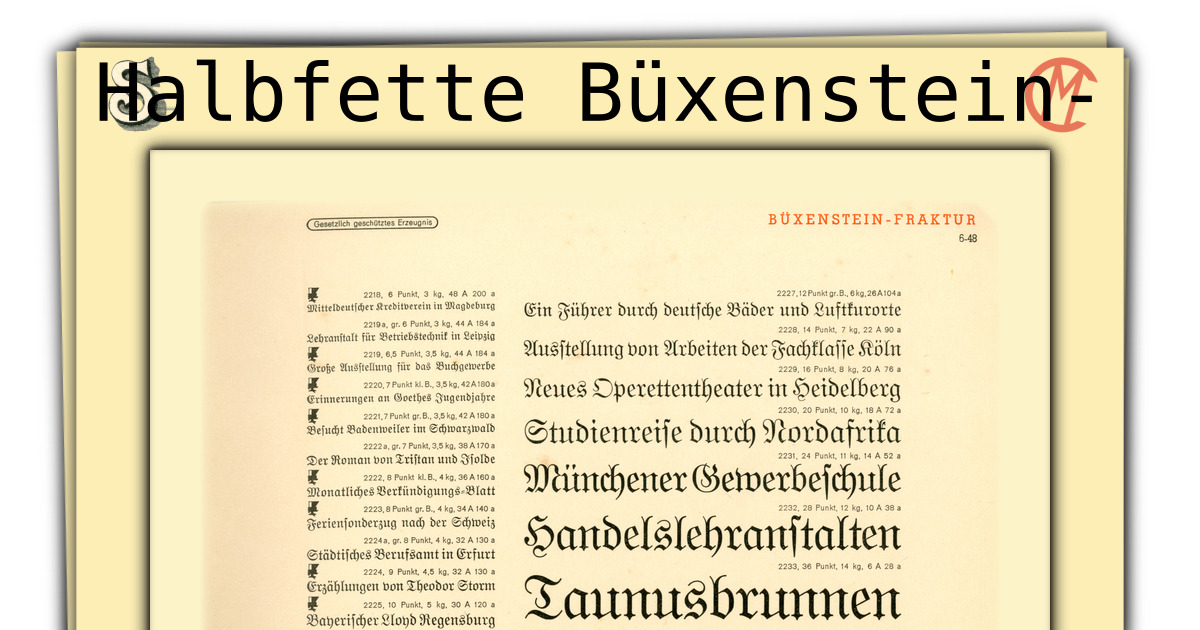 Halbfette Büxenstein-
Gesetzlich geschütztes Erzeugnis
BÜXENSTEIN-FRAKTUR
6-48
2218, 6 Punkt, 3 kg, 48 A 200 a
Mitteldeutscher Kreditverein in Magdeburg
2219a, gr. 6 Punkt, 3 kg, 44 A 184 a
Lehranstalt für Betriebstechnik in Leipzig
2219, 6,5 Punkt, 3,5 kg, 44 A 184 a
Große Ausstellung für das Buchgewerbe
2220, 7 Punkt kl. B., 3,5 kg, 42 A 180 a
Erinnerungen an Goethes Jugendjahre
2221, 7 Punkt gr. B., 3,5 kg, 42 A 180 a
Besucht Badenweiler im Schwarzwald
2222a, gr. 7 Punkt, 3,5 kg, 38 A 170 a
Der Roman von Tristan und Isolde
2222, 8 Punkt kl. B., 4 kg, 36 A 160 a
Monatliches Verkündigungs-Blatt
2223, 8 Punkt gr. B., 4 kg, 34 A 140 a
Feriensonderzug nach der Schweiz
2224a, gr. 8 Punkt, 4 kg, 32 A 130 a
Städtisches Berufsamt in Erfurt
2224, 9 Punkt, 4,5 kg, 32 A 130 a
Erzählungen von Theodor Storm
2225, 10 Punkt, 5 kg, 30 A 120 a
Bayerischer Lloyd Regensburg
2227, 12 Punkt gr. B., 6 kg, 26 A 104 a
Ein Führer durch deutsche Bäder und Luftkurorte
2228, 14 Punkt, 7 kg, 22 A 90 a
Ausstellung von Arbeiten der Fachklasse Köln
2229, 16 Punkt, 8 kg, 20 A 76 a
Neues Operettentheater in Heidelberg
2230, 20 Punkt, 10 kg, 18 A 72 a
Studienreise durch Nordafrika
2231, 24 Punkt, 11 kg, 14 A 52 a
Münchener Gewerbeschule
2232, 28 Punkt, 12 kg, 10 A 38 a
Handelslehranstalten
2233, 36 Punkt, 14 kg, 6 A 28 a
Taunusbrunnen